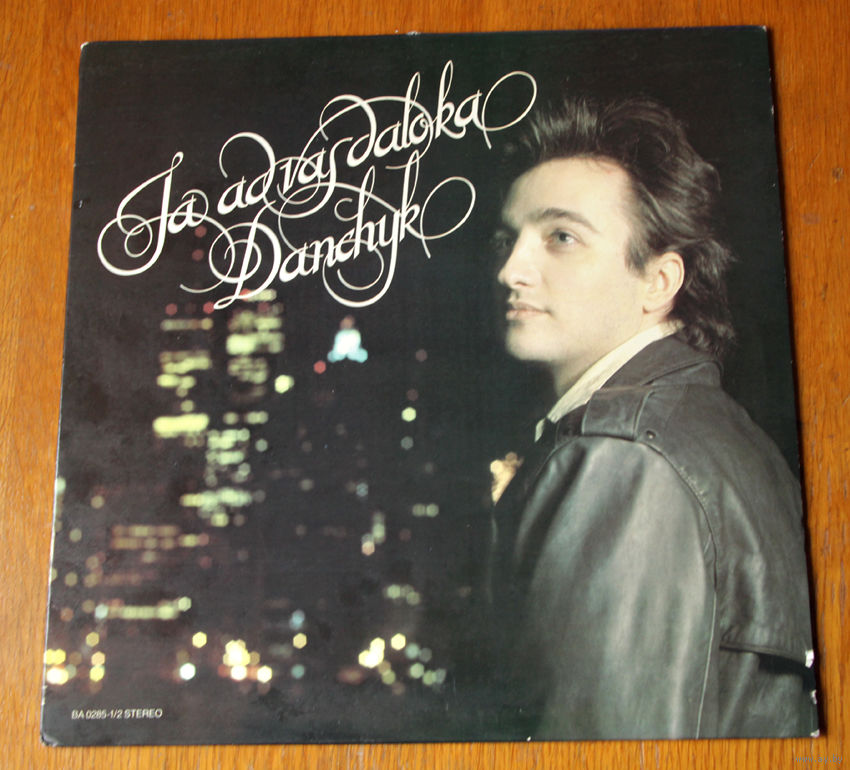 Ja ad vas daloka
Danchyk
BA 0285-1/2 STEREO